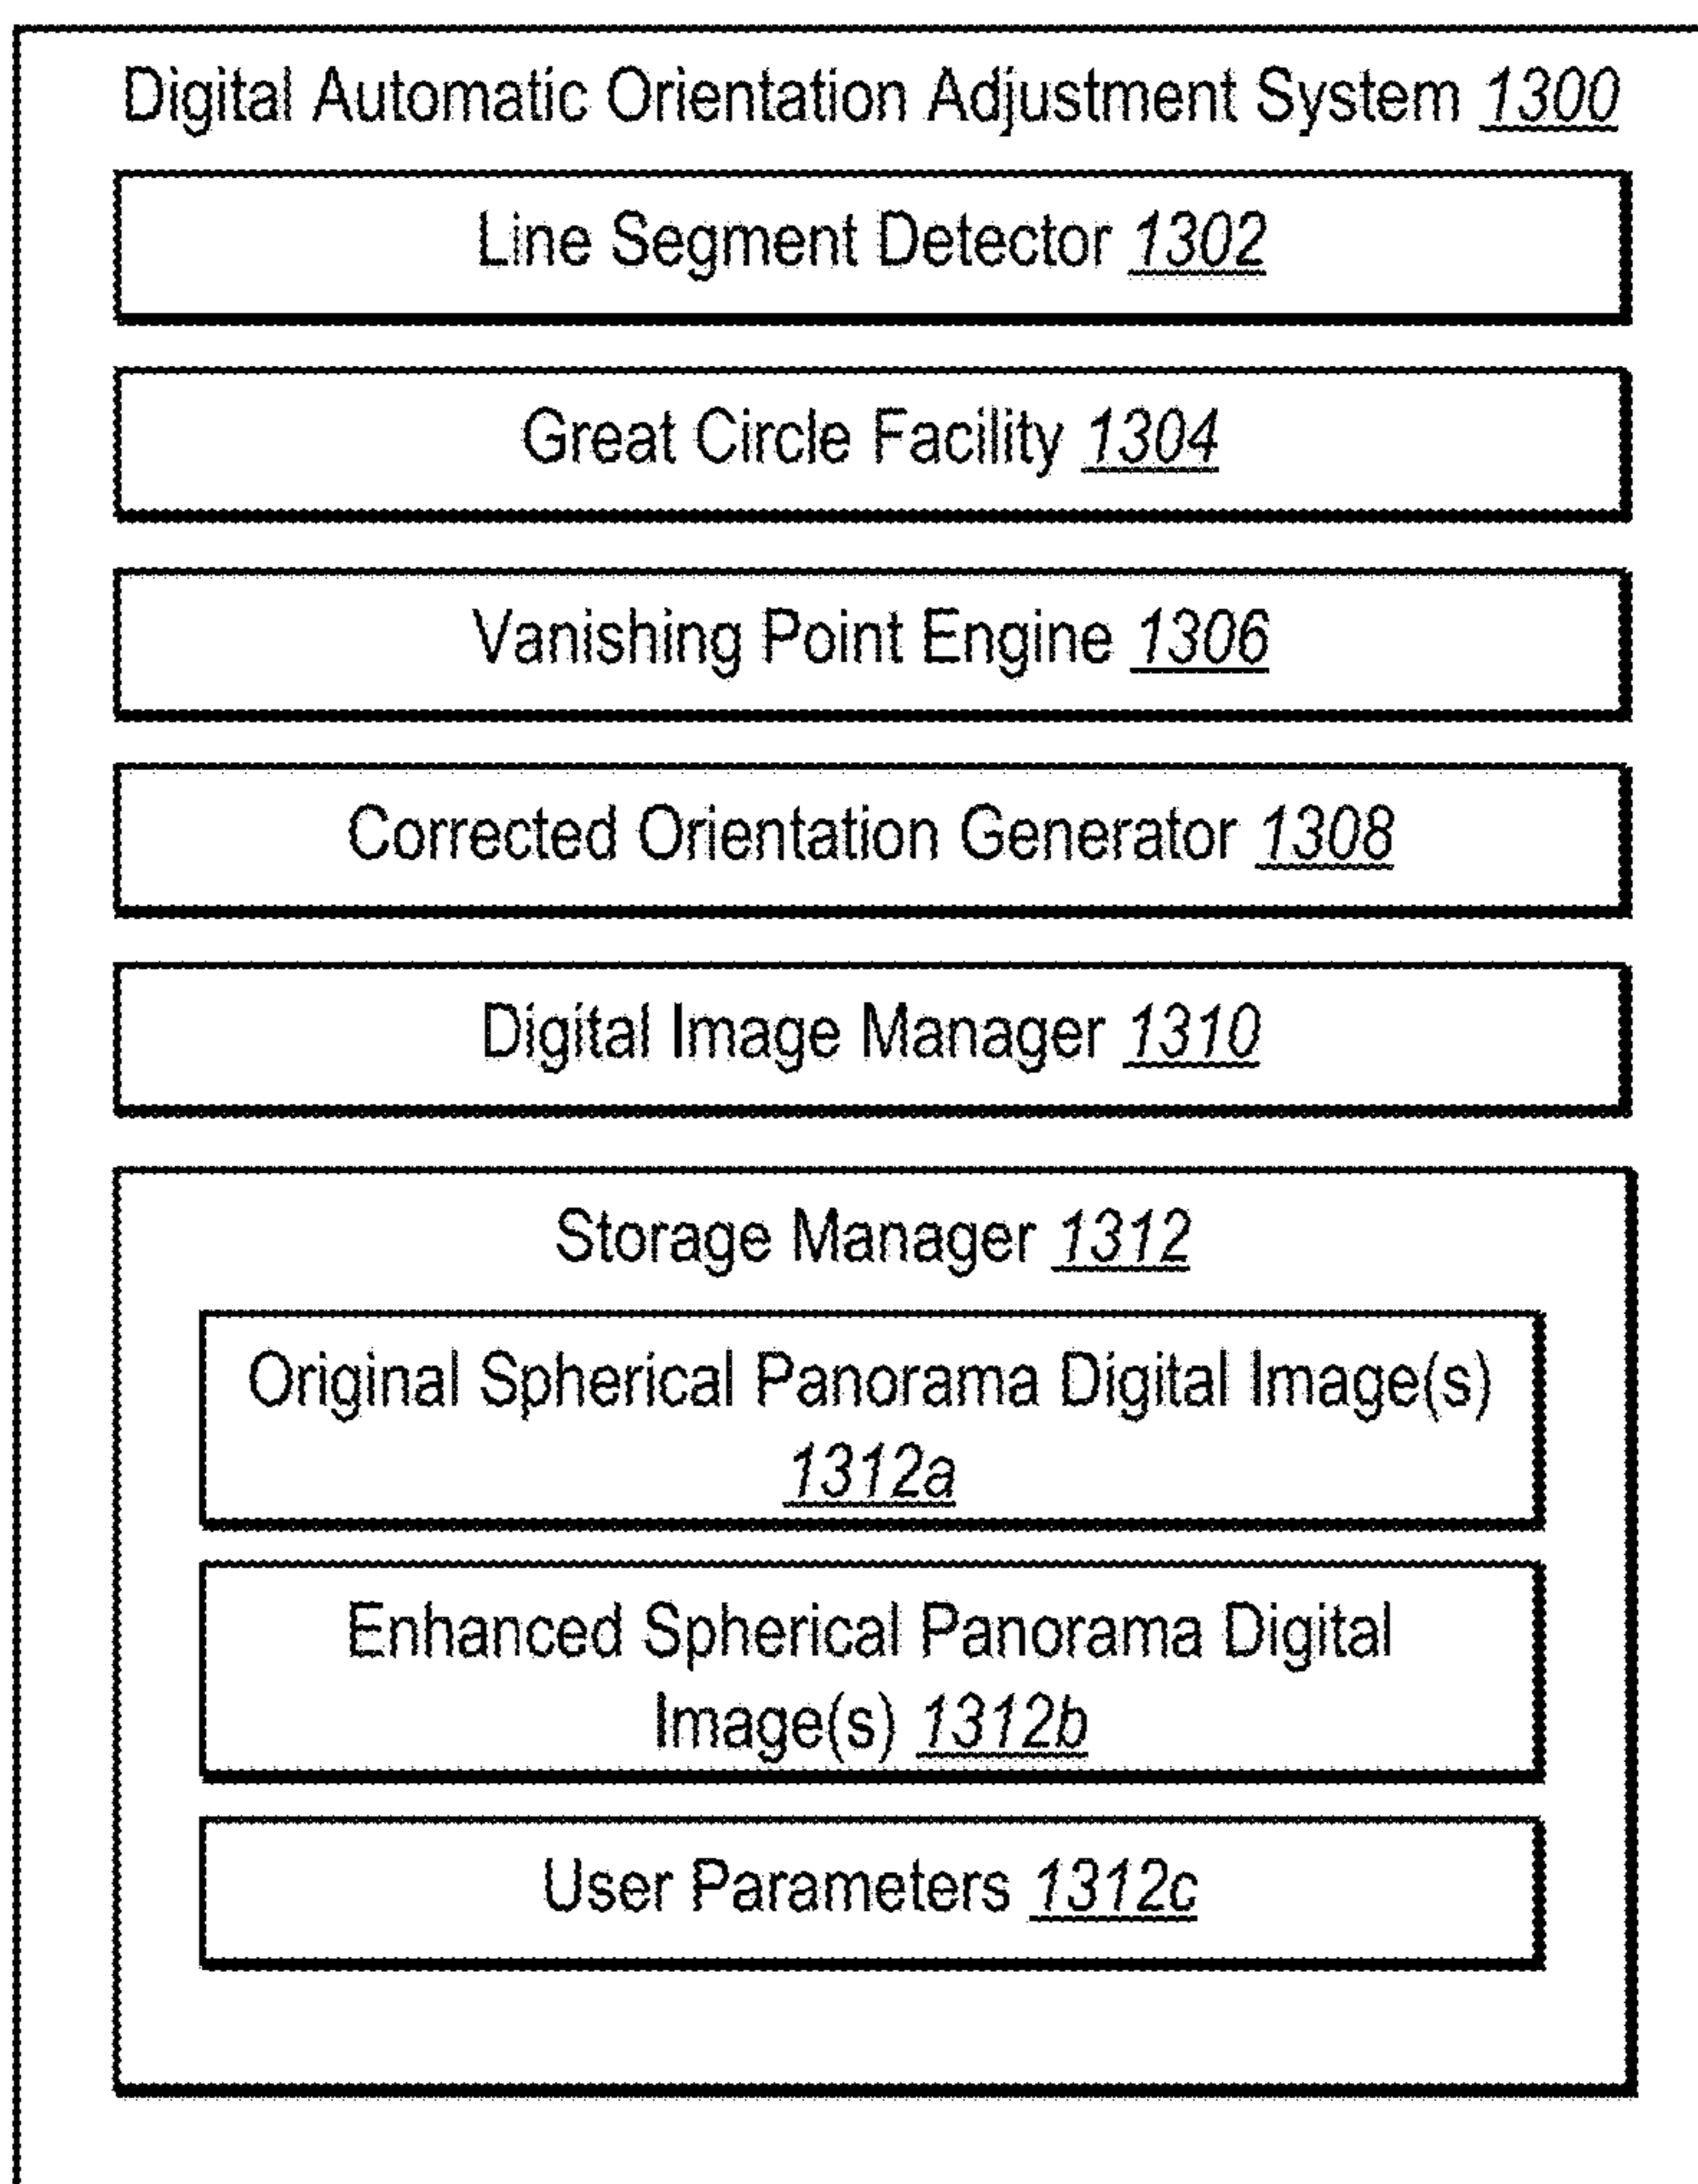 Digital Automatic Orientation Adjustment System 1300
Line Segment Detector 1302
Great Circle Facility 1304
Vanishing Point Engine 1306
Corrected Orientation Generator 1308
Digital Image Manager 1310
Storage Manager 1312
Original Spherical Panorama Digital Image(s)
1312a
Enhanced Spherical Panorama Digital
Image(s) 1312b
User Parameters 1312c